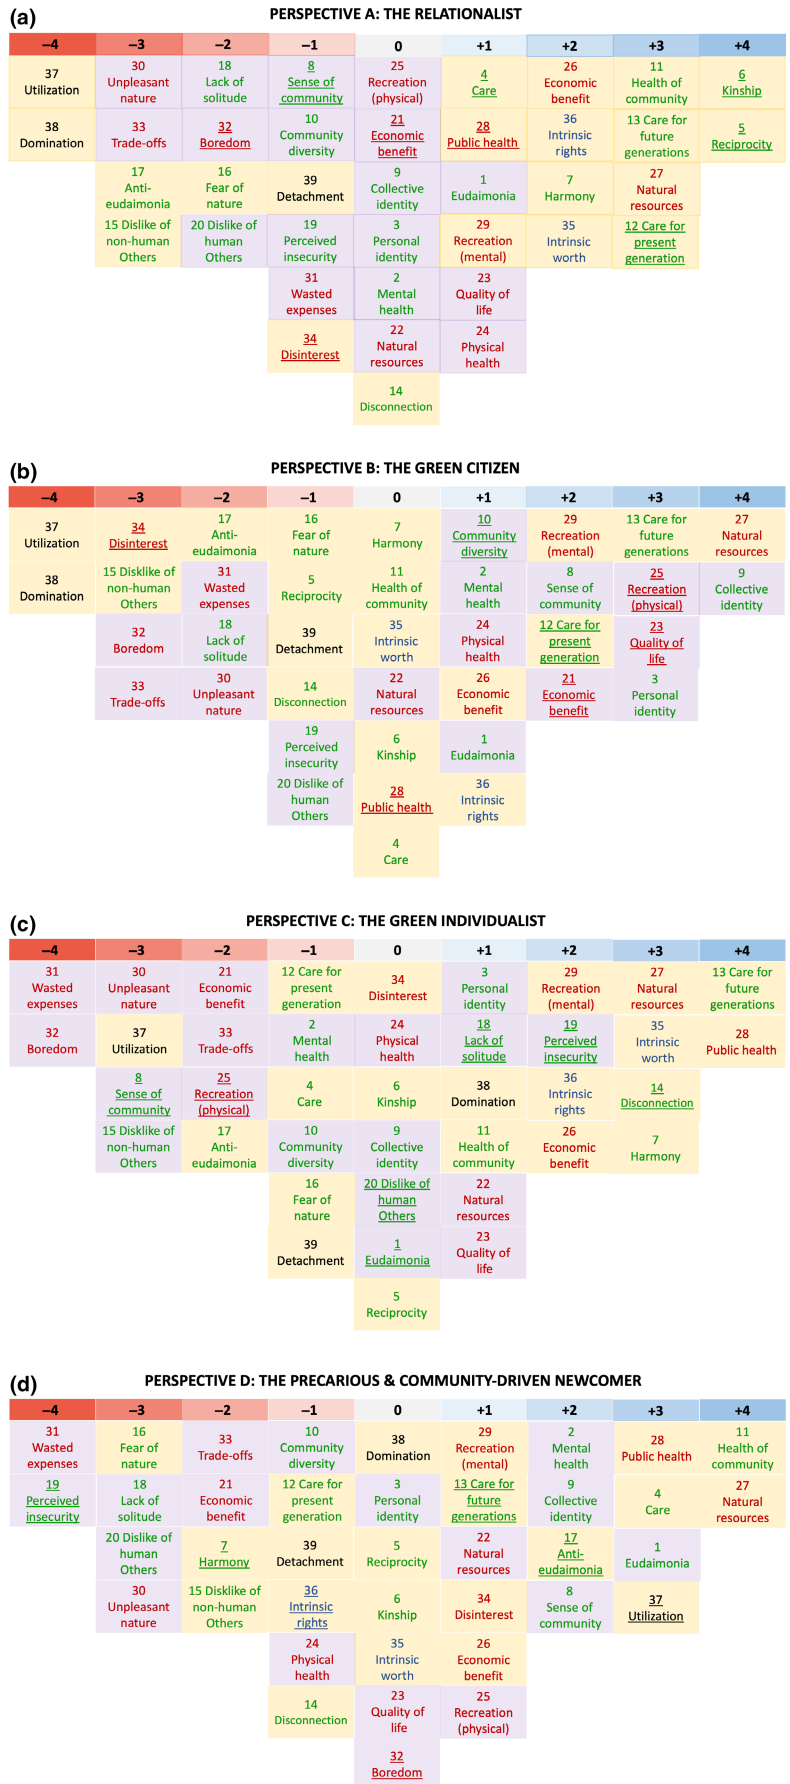 (a) PERSPECTIVE A: THE RELATIONALIST
–4 –3 –2 –1 0 +1 +2 +3 +4
37 Utilization
30 Unpleasant nature
18 Lack of solitude
8 Sense of community
25 Recreation (physical)
4 Care
26 Economic benefit
11 Health of community
6 Kinship
38 Domination
33 Trade-offs
32 Boredom
10 Community diversity
21 Economic benefit
28 Public health
36 Intrinsic rights
13 Care for future generations
5 Reciprocity
17 Anti-eudaimonia
16 Fear of nature
39 Detachment
9 Collective identity
1 Eudaimonia
7 Harmony
27 Natural resources
15 Dislike of non-human Others
20 Dislike of human Others
19 Perceived insecurity
3 Personal identity
29 Recreation (mental)
35 Intrinsic worth
12 Care for present generation
31 Wasted expenses
2 Mental health
23 Quality of life
34 Disinterest
22 Natural resources
24 Physical health
14 Disconnection
(b) PERSPECTIVE B: THE GREEN CITIZEN
–4 –3 –2 –1 0 +1 +2 +3 +4
37 Utilization
34 Disinterest
17 Anti-eudaimonia
16 Fear of nature
7 Harmony
10 Community diversity
29 Recreation (mental)
13 Care for future generations
27 Natural resources
38 Domination
15 Disklike of non-human Others
31 Wasted expenses
5 Reciprocity
11 Health of community
2 Mental health
8 Sense of community
25 Recreation (physical)
9 Collective identity
32 Boredom
18 Lack of solitude
39 Detachment
35 Intrinsic worth
24 Physical health
12 Care for present generation
23 Quality of life
33 Trade-offs
30 Unpleasant nature
14 Disconnection
22 Natural resources
26 Economic benefit
21 Economic benefit
3 Personal identity
19 Perceived insecurity
6 Kinship
1 Eudaimonia
20 Dislike of human Others
28 Public health
36 Intrinsic rights
4 Care
(c) PERSPECTIVE C: THE GREEN INDIVIDUALIST
–4 –3 –2 –1 0 +1 +2 +3 +4
31 Wasted expenses
30 Unpleasant nature
21 Economic benefit
12 Care for present generation
34 Disinterest
3 Personal identity
29 Recreation (mental)
27 Natural resources
13 Care for future generations
32 Boredom
37 Utilization
33 Trade-offs
2 Mental health
24 Physical health
18 Lack of solitude
19 Perceived insecurity
35 Intrinsic worth
28 Public health
8 Sense of community
25 Recreation (physical)
4 Care
6 Kinship
38 Domination
36 Intrinsic rights
14 Disconnection
15 Disklike of non-human Others
17 Anti-eudaimonia
10 Community diversity
9 Collective identity
11 Health of community
26 Economic benefit
7 Harmony
16 Fear of nature
20 Dislike of human Others
22 Natural resources
39 Detachment
1 Eudaimonia
23 Quality of life
5 Reciprocity
(d) PERSPECTIVE D: THE PRECARIOUS & COMMUNITY-DRIVEN NEWCOMER
–4 –3 –2 –1 0 +1 +2 +3 +4
31 Wasted expenses
16 Fear of nature
33 Trade-offs
10 Community diversity
38 Domination
29 Recreation (mental)
2 Mental health
28 Public health
11 Health of community
19 Perceived insecurity
18 Lack of solitude
21 Economic benefit
12 Care for present generation
3 Personal identity
13 Care for future generations
9 Collective identity
4 Care
27 Natural resources
20 Dislike of human Others
7 Harmony
39 Detachment
5 Reciprocity
22 Natural resources
17 Anti-eudaimonia
1 Eudaimonia
30 Unpleasant nature
15 Disklike of non-human Others
36 Intrinsic rights
6 Kinship
34 Disinterest
8 Sense of community
37 Utilization
24 Physical health
35 Intrinsic worth
26 Economic benefit
14 Disconnection
23 Quality of life
25 Recreation (physical)
32 Boredom